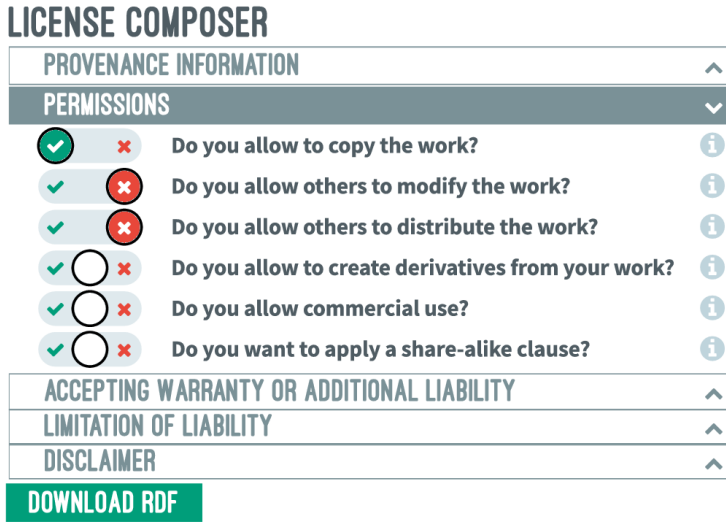 LICENSE COMPOSER
PROVENANCE INFORMATION
PERMISSIONS
Do you allow to copy the work?
Do you allow others to modify the work?
Do you allow others to distribute the work?
Do you allow to create derivatives from your work?
Do you allow commercial use?
Do you want to apply a share-alike clause?
ACCEPTING WARRANTY OR ADDITIONAL LIABILITY
LIMITATION OF LIABILITY
DISCLAIMER
DOWNLOAD RDF